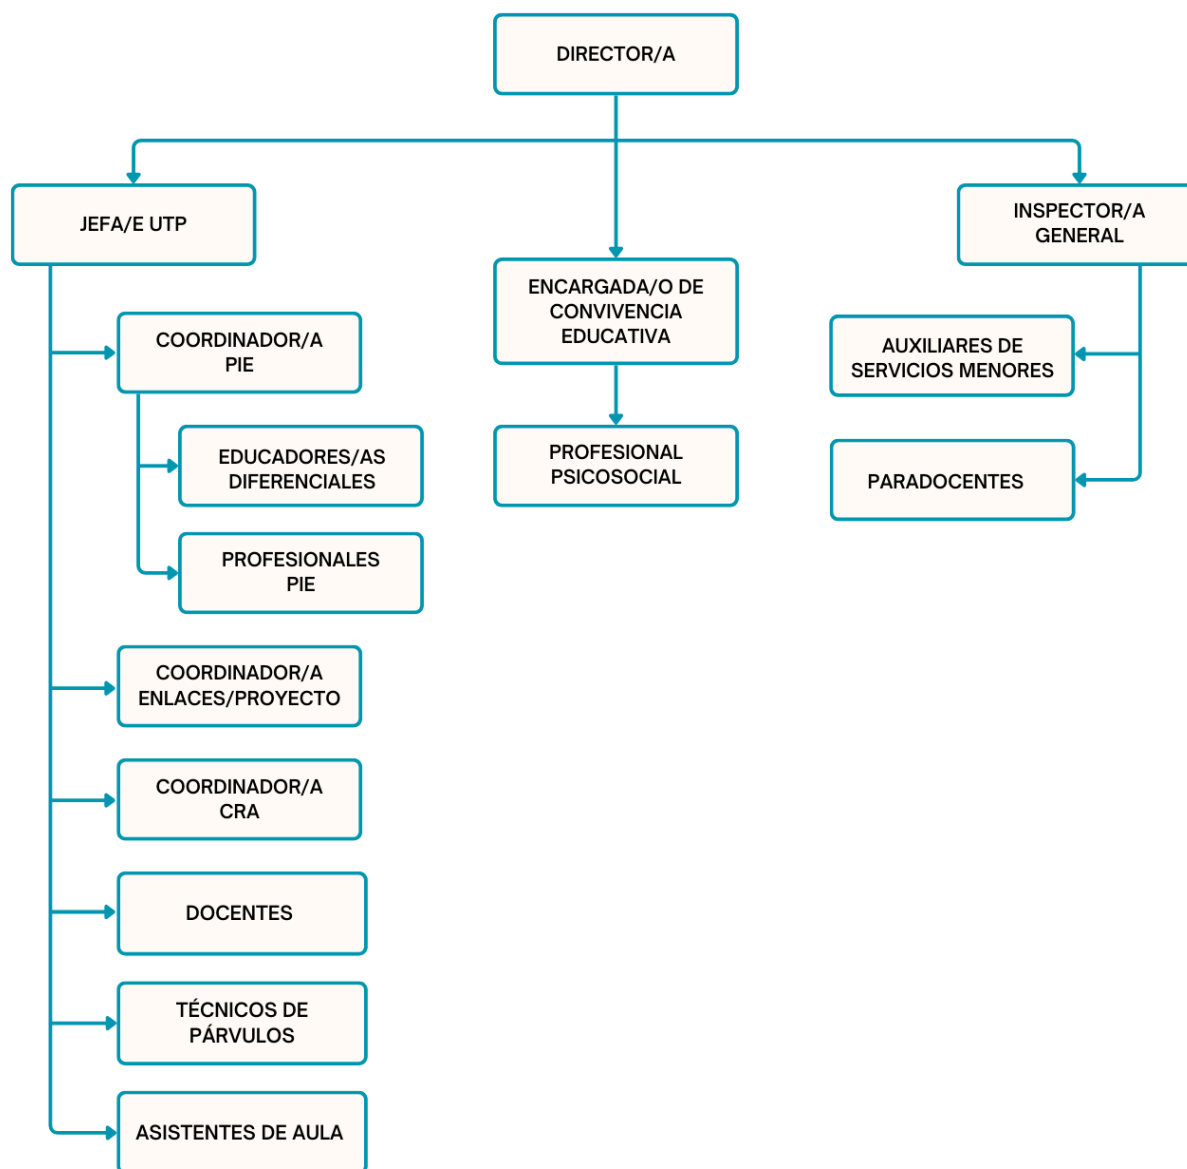 DIRECTOR/A
JEFA/E UTP
COORDINADOR/A
PIE
EDUCADORES/AS
DIFERENCIALES
PROFESIONALES
PIE
COORDINADOR/A
ENLACES/PROYECTO
COORDINADOR/A
CRA
DOCENTES
TÉCNICOS DE
PÁRVULOS
ASISTENTES DE AULA
ENCARGADA/O DE
CONVIVENCIA
EDUCATIVA
PROFESIONAL
PSICOSOCIAL
INSPECTOR/A
GENERAL
AUXILIARES DE
SERVICIOS MENORES
PARADOCENTES